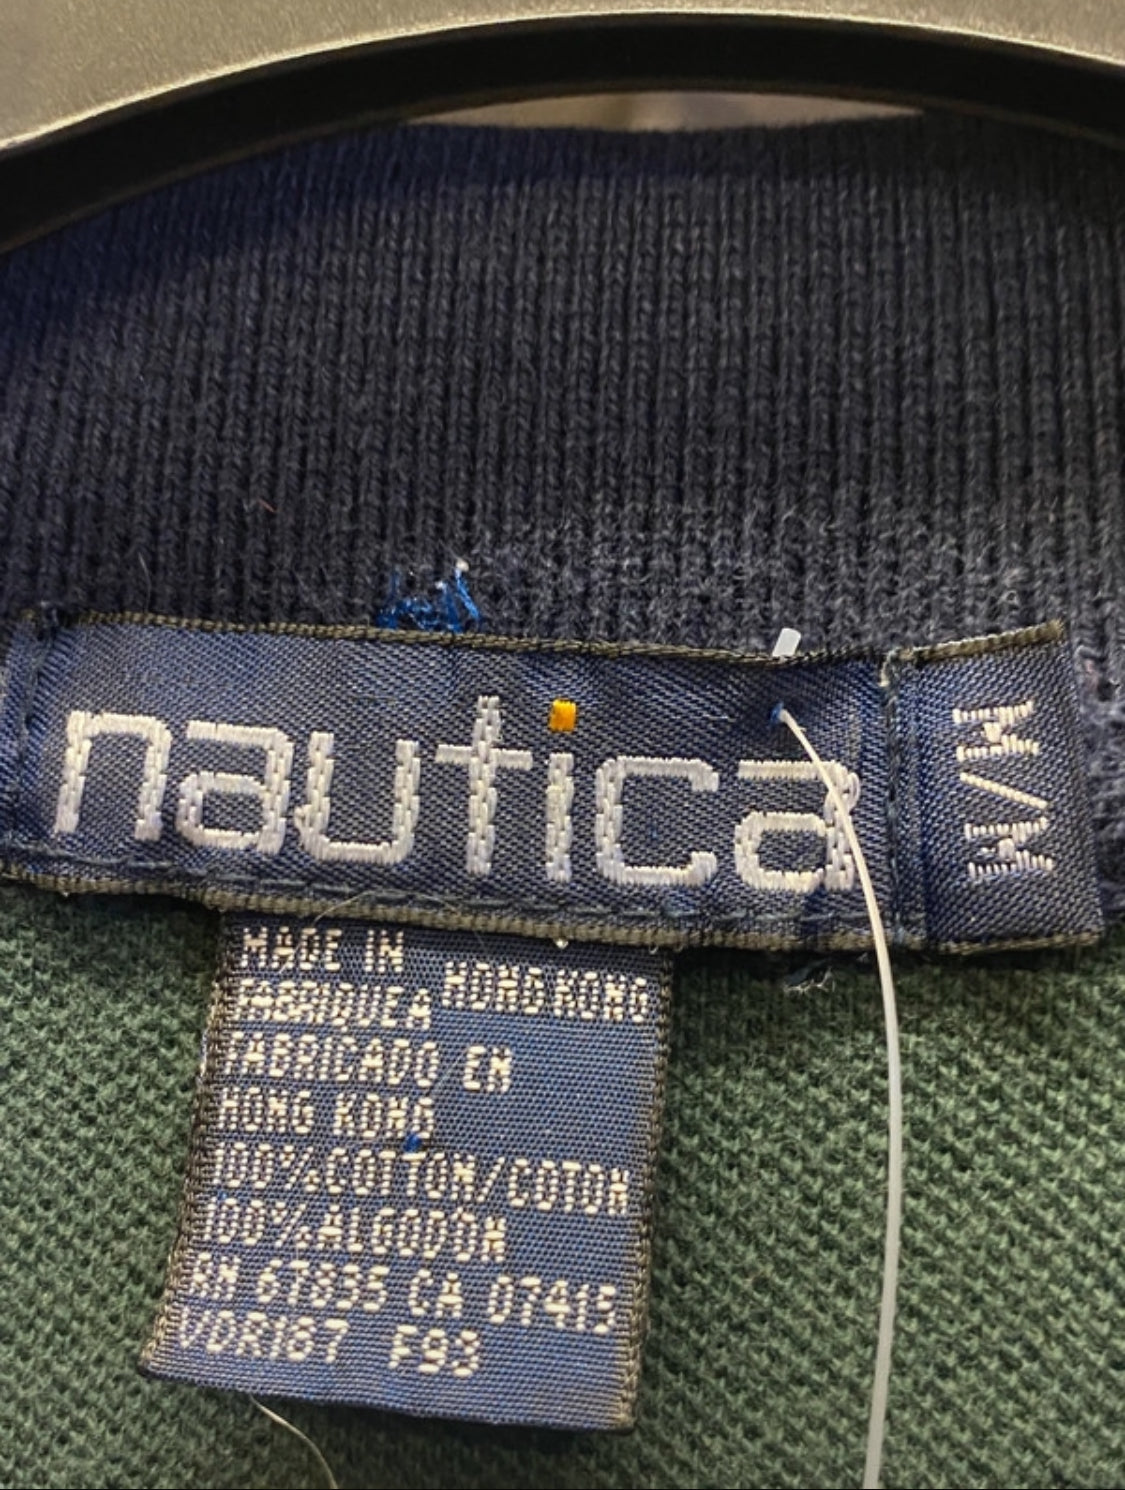 nautica
M/M
MADE IN
HONG KONG
FABRIQUE A
FABRICADO EN
HONG KONG
100% COTTON/COTON
100% ALGODON
RN 67835 CA 07415
VDR187 F93